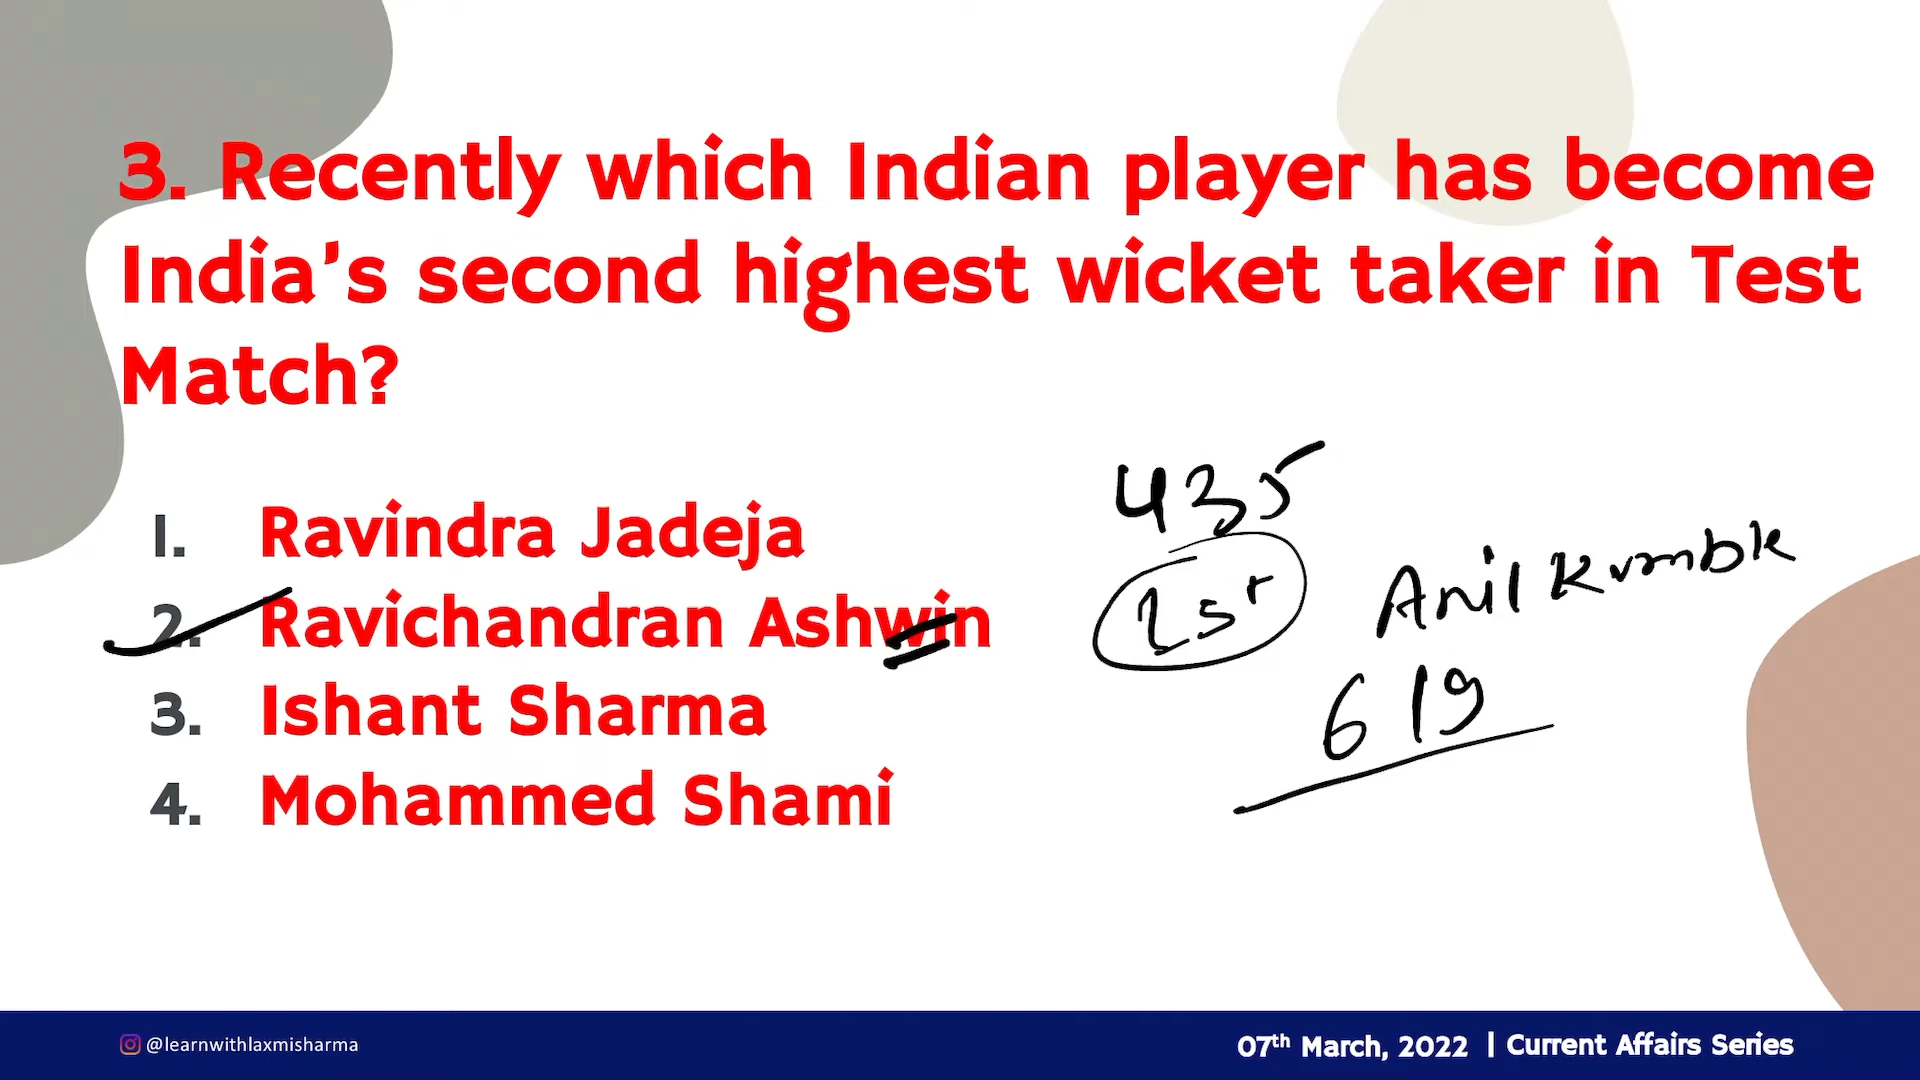 3. Recently which Indian player has become
India's second highest wicket taker in Test
Match?
1. Ravindra Jadeja
2. Ravichandran Ashwin
3. Ishant Sharma
4. Mohammed Shami
435
1st
Anil Kumble
619
@learnwithlaxmisharma
07th March, 2022 | Current Affairs Series